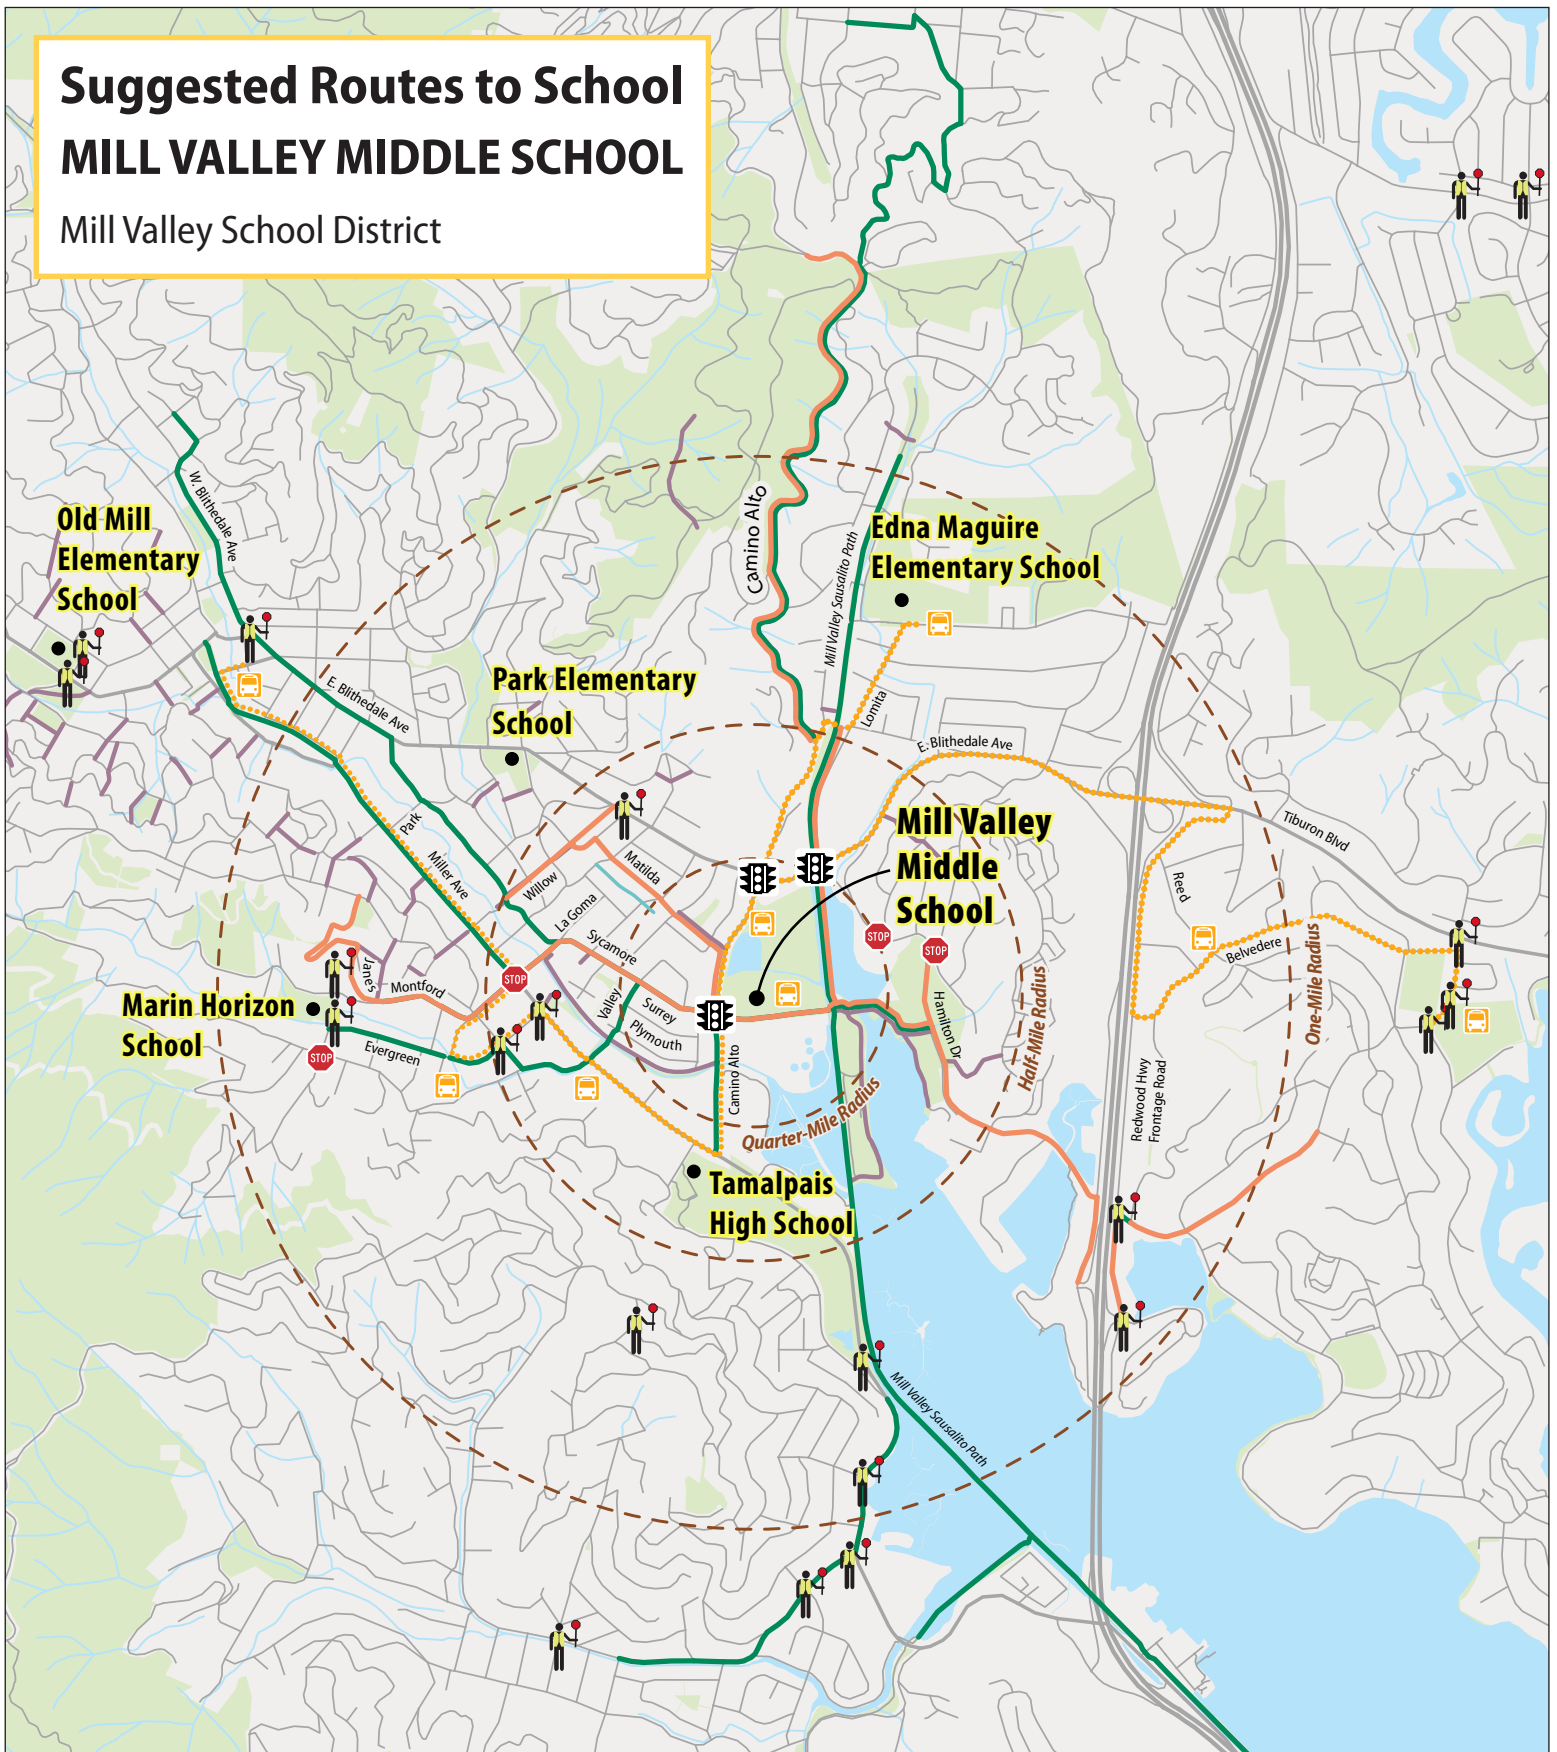 Suggested Routes to School
MILL VALLEY MIDDLE SCHOOL
Mill Valley School District
W. Blithedale Ave
Old Mill
Elementary
School
Camino Alto
Mill Valley Sausalito Path
Edna Maguire
Elementary School
E. Blithedale Ave
Park Elementary
School
Lomita
E. Blithedale Ave
Tiburon Blvd
Park
Miller Ave
Willow
Matilda
La Goma
Sycamore
Mill Valley
Middle
School
Reed
Belvedere
One-Mile Radius
STOP
STOP
STOP
Janes
Montford
Marin Horizon
School
STOP
Evergreen
Valley
Surrey
Plymouth
Camino Alto
Hamilton Dr
Half-Mile Radius
Quarter-Mile Radius
Redwood Hwy
Frontage Road
Tamalpais
High School
Mill Valley Sausalito Path